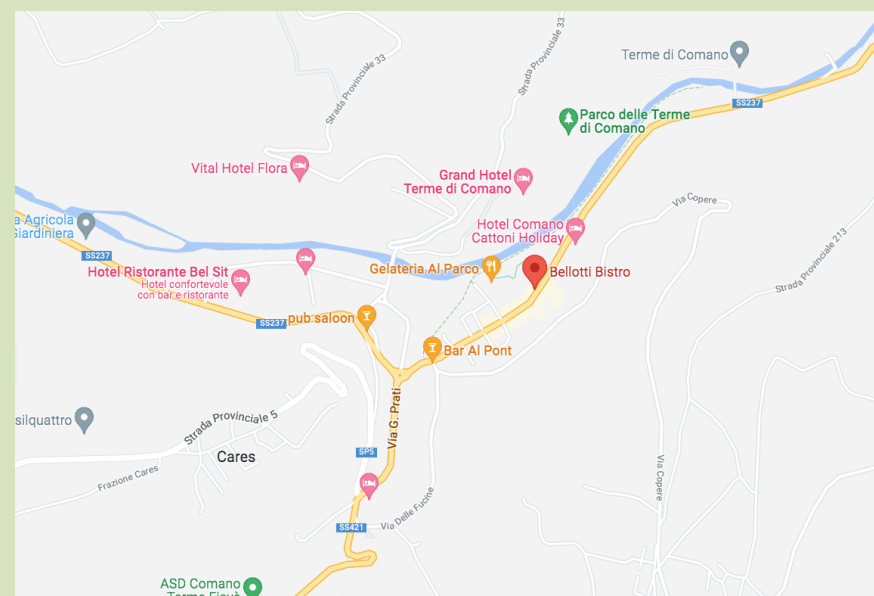 Strada Provinciale 33
Strada Provinciale 33
Terme di Comano
SS237
Parco delle Terme
di Comano
Vital Hotel Flora
Grand Hotel
Terme di Comano
Via Copere
a Agricola
Giardiniera
Hotel Comano
Cattoni Holiday
Strada Provinciale 213
SS237
Hotel Ristorante Bel Sit
Hotel confortevole
con bar e ristorante
Gelateria Al Parco
Bellotti Bistro
SS237
pub saloon
Bar Al Pont
silquattro
Strada Provinciale 5
Via G. Prati
Cares
SP5
Frazione Cares
Via Copere
SS421
Via Delle Fucine
ASD Comano
Terme Fiavè